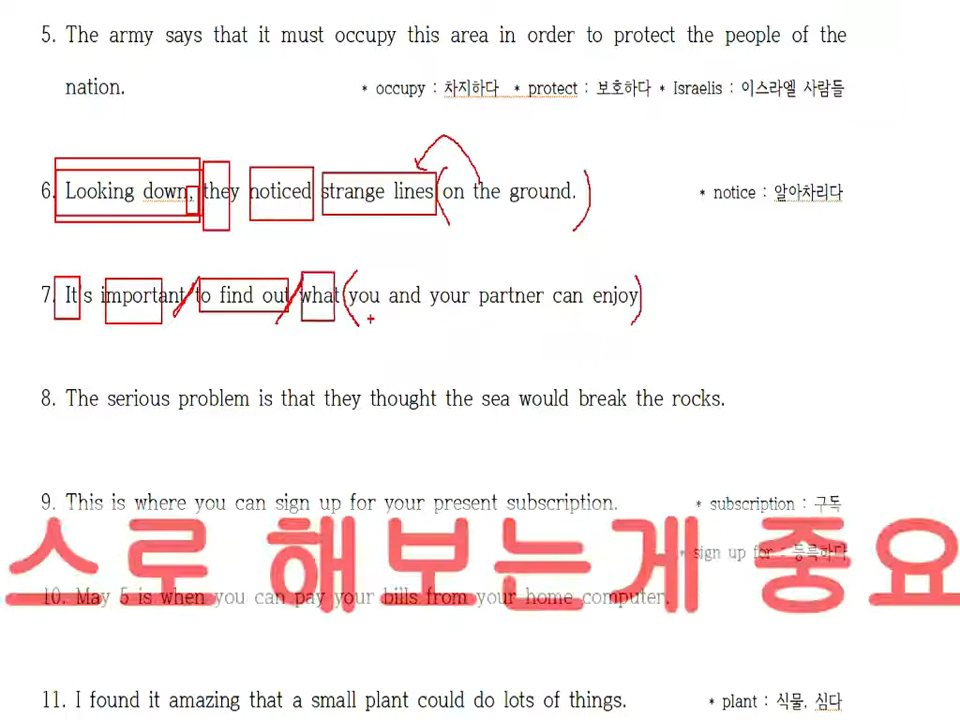 5. The army says that it must occupy this area in order to protect the people of the
nation. * occupy : 차지하다 * protect : 보호하다 * Israelis : 이스라엘 사람들
6. Looking down, they noticed strange lines (on the ground.) * notice : 알아차리다
7. It's important / to find out / what (you and your partner can enjoy)
8. The serious problem is that they thought the sea would break the rocks.
9. This is where you can sign up for your present subscription. * subscription : 구독
* sign up for : 등록하다
스로 해보는게 중요
10. May 5 is when you can pay your bills from your home computer.
11. I found it amazing that a small plant could do lots of things. * plant : 식물, 심다